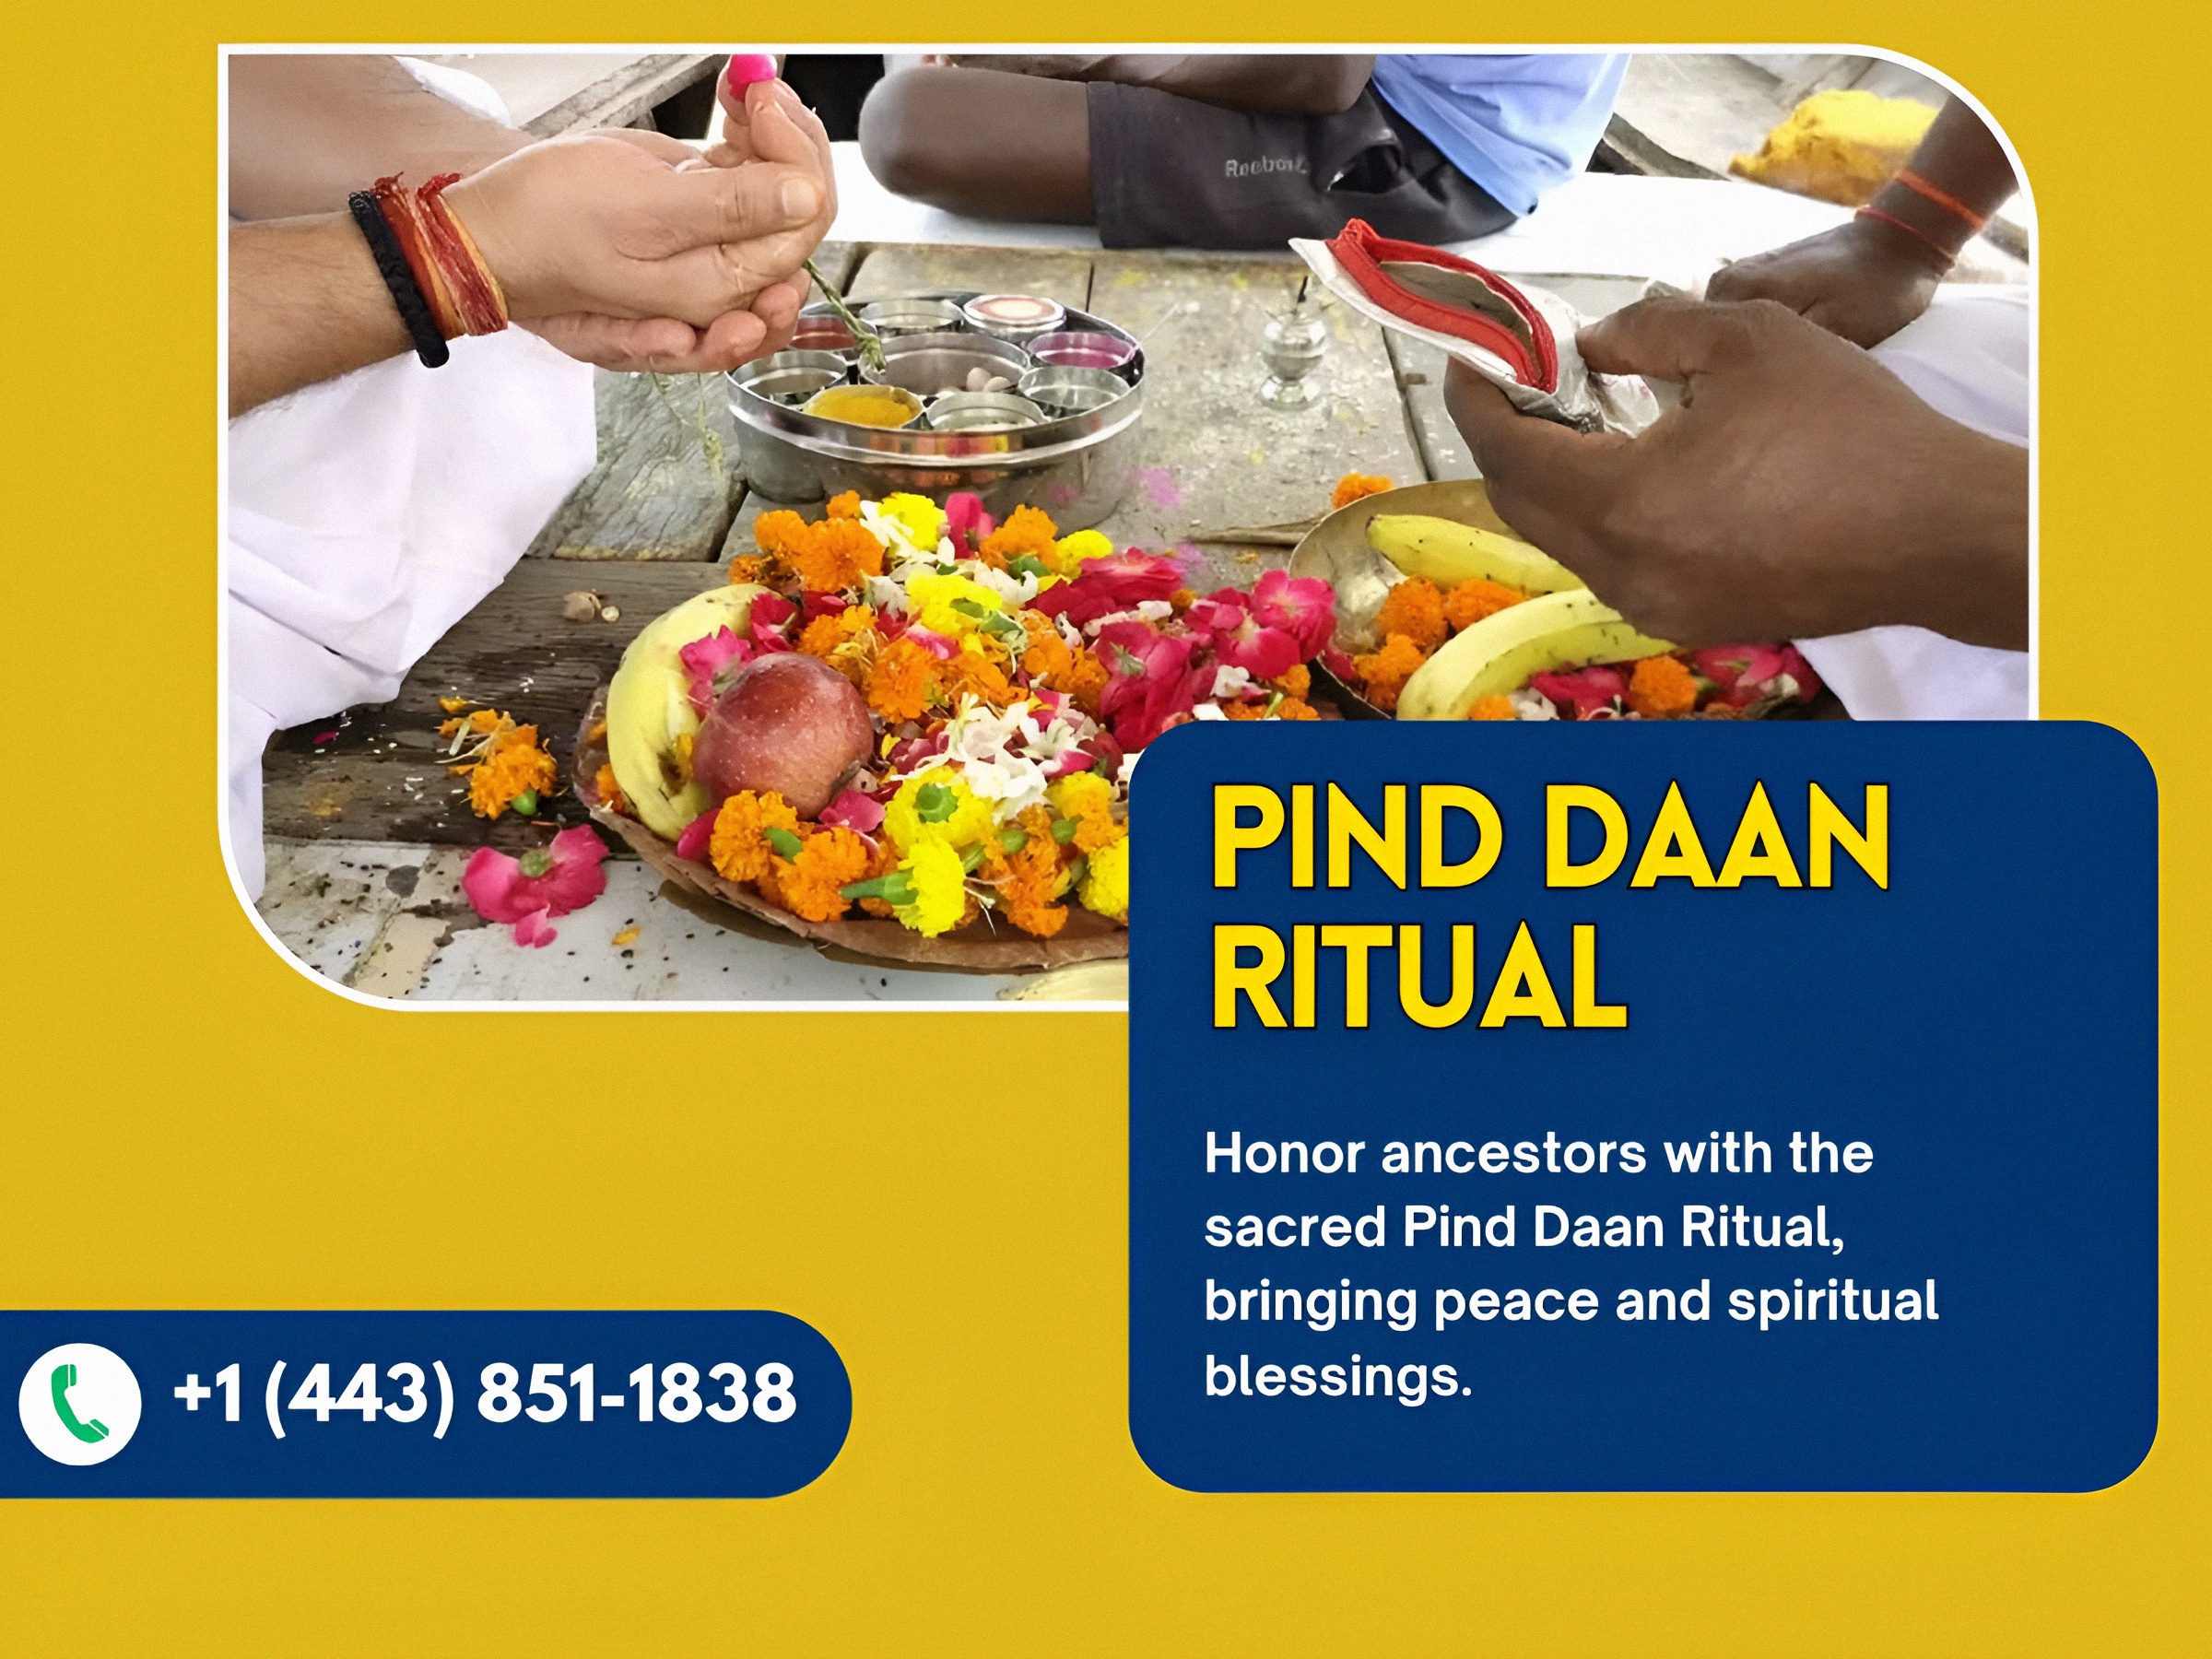 PIND DAAN
RITUAL
Honor ancestors with the
sacred Pind Daan Ritual,
bringing peace and spiritual
blessings.
+1 (443) 851-1838